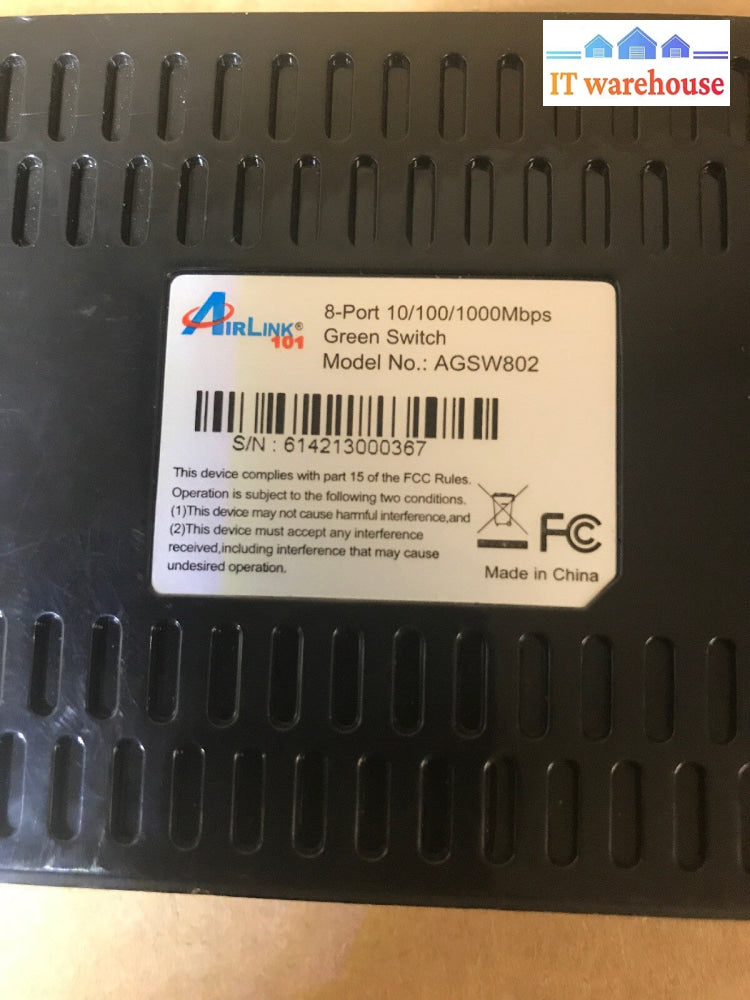 IT warehouse
AIRLINK®
101
8-Port 10/100/1000Mbps
Green Switch
Model No.: AGSW802
S/N : 614213000367
This device complies with part 15 of the FCC Rules.
Operation is subject to the following two conditions.
(1)This device may not cause harmful interference,and
(2)This device must accept any interference
received,including interference that may cause
undesired operation.
FC
Made in China